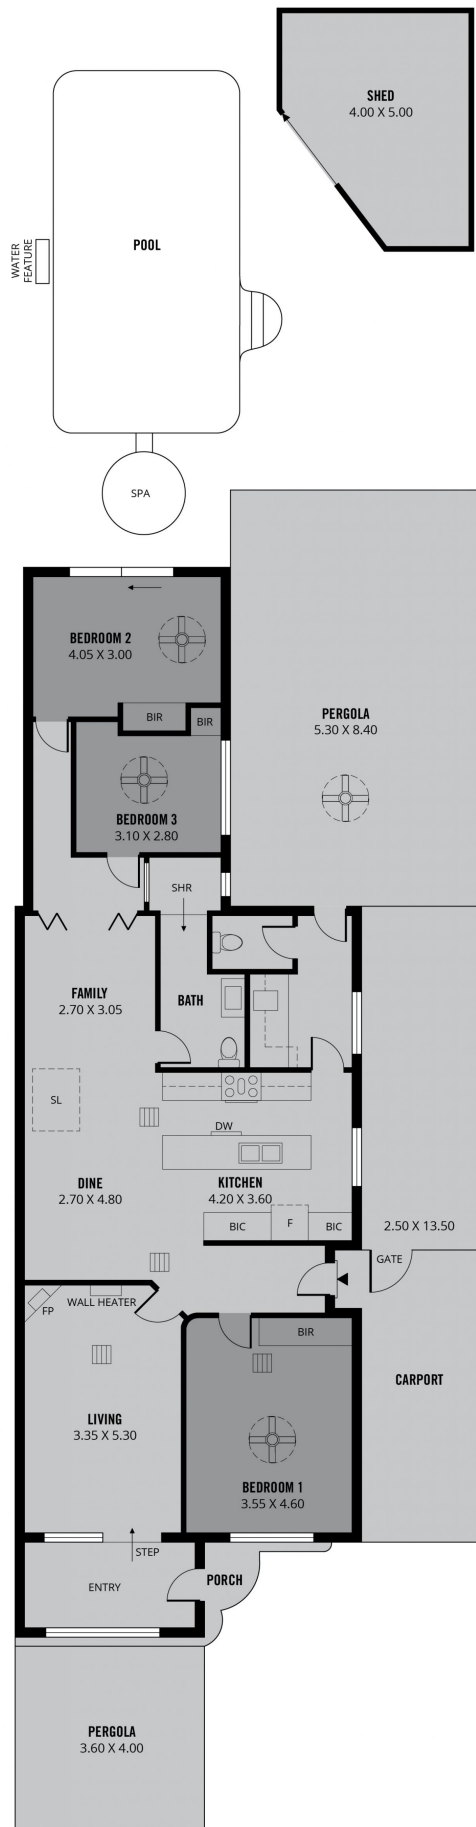 SHED
4.00 X 5.00
WATER
FEATURE
POOL
SPA
BEDROOM 2
4.05 X 3.00
BIR
BIR
PERGOLA
5.30 X 8.40
BEDROOM 3
3.10 X 2.80
SHR
FAMILY
2.70 X 3.05
BATH
SL
DW
DINE
2.70 X 4.80
KITCHEN
4.20 X 3.60
BIC
F
BIC
2.50 X 13.50
GATE
FP
WALL HEATER
BIR
CARPORT
LIVING
3.35 X 5.30
BEDROOM 1
3.55 X 4.60
STEP
ENTRY
PORCH
PERGOLA
3.60 X 4.00